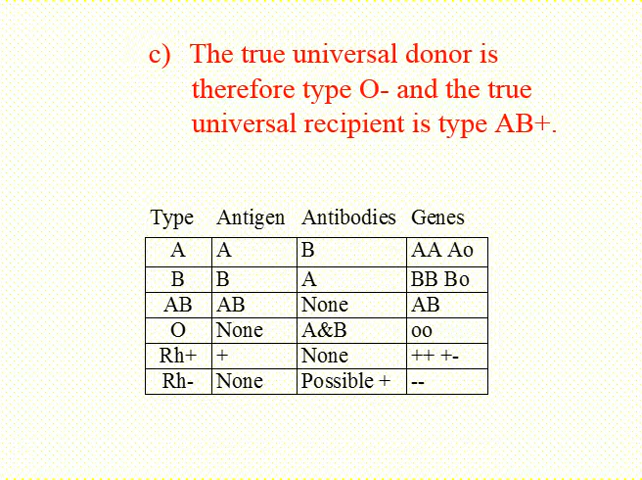 c) The true universal donor is
therefore type O- and the true
universal recipient is type AB+.
Type Antigen Antibodies Genes
A A B AA Ao
B B A BB Bo
AB AB None AB
O None A&B oo
Rh+ + None ++ +-
Rh- None Possible + --